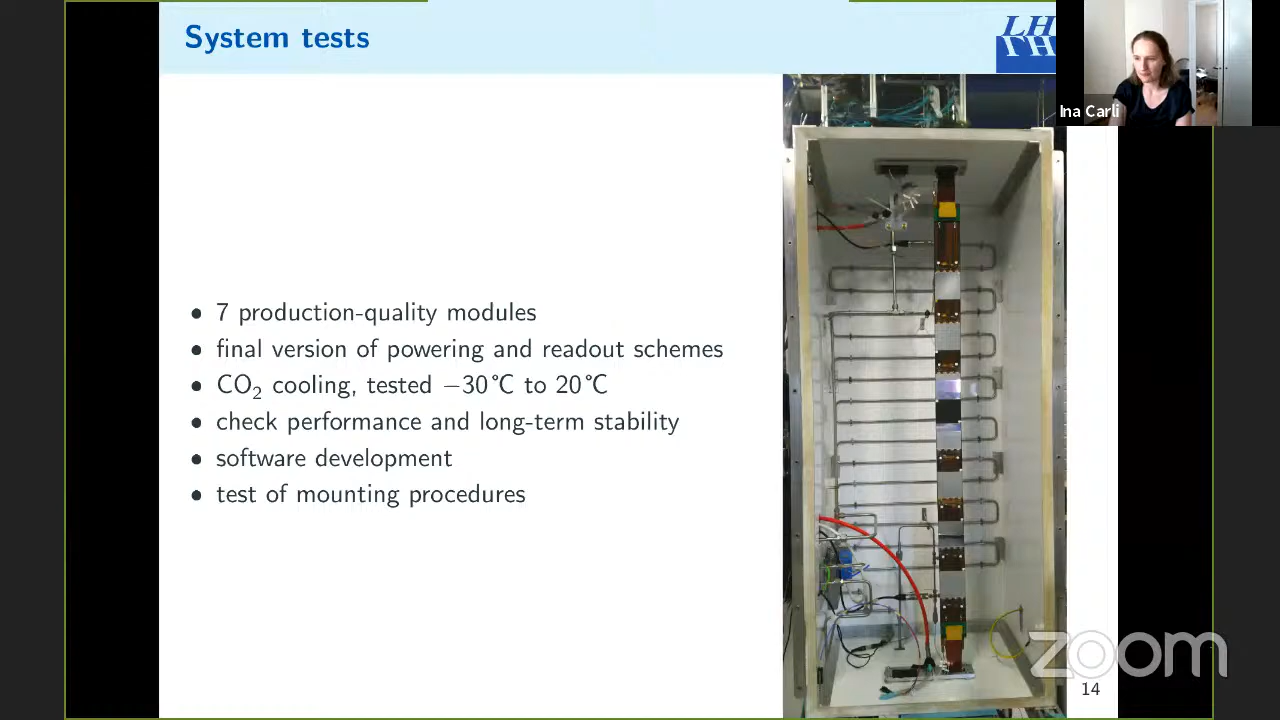 System tests
LH
Ina Carli
• 7 production-quality modules
• final version of powering and readout schemes
• CO₂ cooling, tested −30 °C to 20 °C
• check performance and long-term stability
• software development
• test of mounting procedures
zoom
14